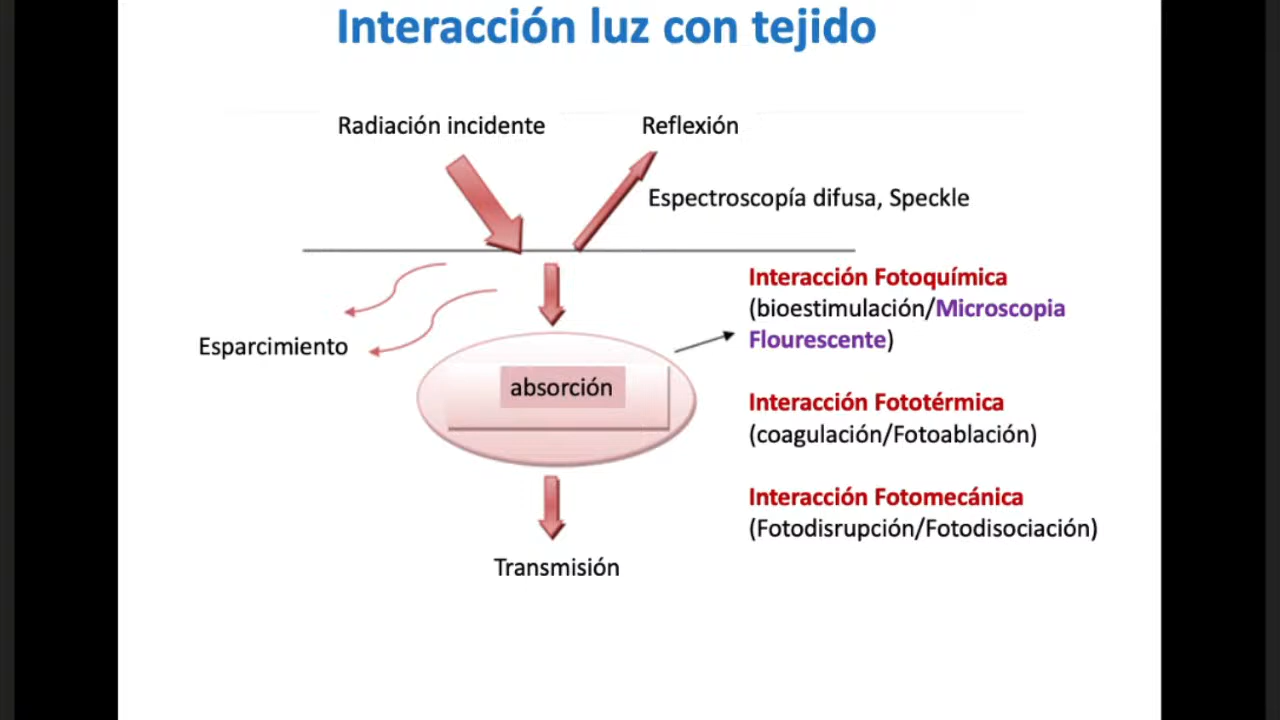 Interacción luz con tejido
Radiación incidente
Reflexión
Espectroscopía difusa, Speckle
Interacción Fotoquímica
(bioestimulación/Microscopia
Flourescente)
Esparcimiento
absorción
Interacción Fototérmica
(coagulación/Fotoablación)
Interacción Fotomecánica
(Fotodisrupción/Fotodisociación)
Transmisión